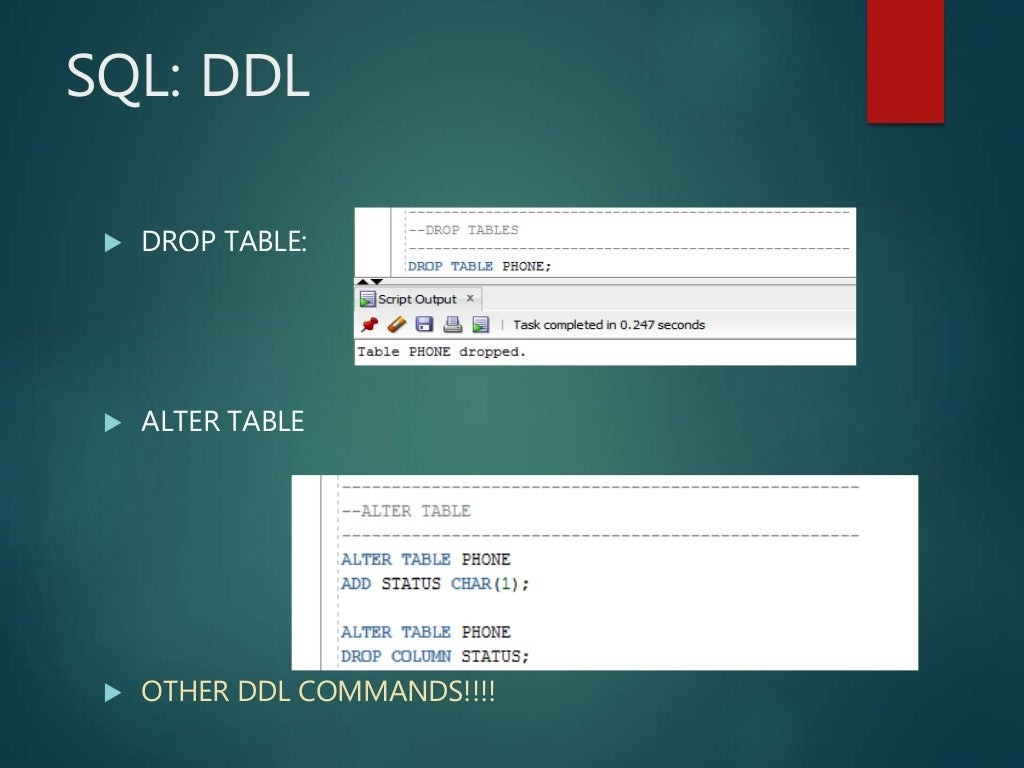 SQL: DDL
DROP TABLE:
--------------------------------------------------------
--DROP TABLES
--------------------------------------------------------
DROP TABLE PHONE;
Script Output x
Task completed in 0.247 seconds
Table PHONE dropped.
ALTER TABLE
----------------------------------------------------
--ALTER TABLE
----------------------------------------------------
ALTER TABLE PHONE
ADD STATUS CHAR(1);
ALTER TABLE PHONE
DROP COLUMN STATUS;
OTHER DDL COMMANDS!!!!